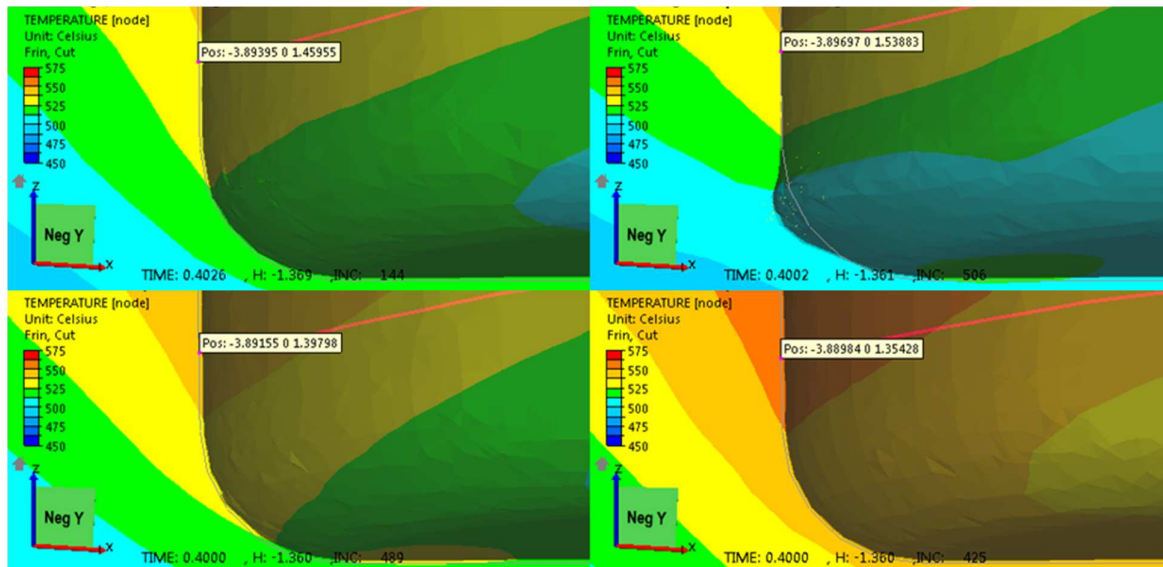 TEMPERATURE [node]
Unit: Celsius
Frin, Cut
Pos: -3.89395 0 1.45955
575
550
525
500
475
450
Z
Neg Y
X
TIME: 0.4026 , H: -1.369 ,INC: 144
TEMPERATURE [node]
Unit: Celsius
Frin, Cut
Pos: -3.89697 0 1.53883
575
550
525
500
475
450
Z
Neg Y
X
TIME: 0.4002 , H: -1.361 ,INC: 506
TEMPERATURE [node]
Unit: Celsius
Frin, Cut
Pos: -3.89155 0 1.39798
575
550
525
500
475
450
Z
Neg Y
X
TIME: 0.4000 , H: -1.360 ,INC: 489
TEMPERATURE [node]
Unit: Celsius
Frin, Cut
Pos: -3.88984 0 1.35428
575
550
525
500
475
450
Z
Neg Y
X
TIME: 0.4000 , H: -1.360 ,INC: 425